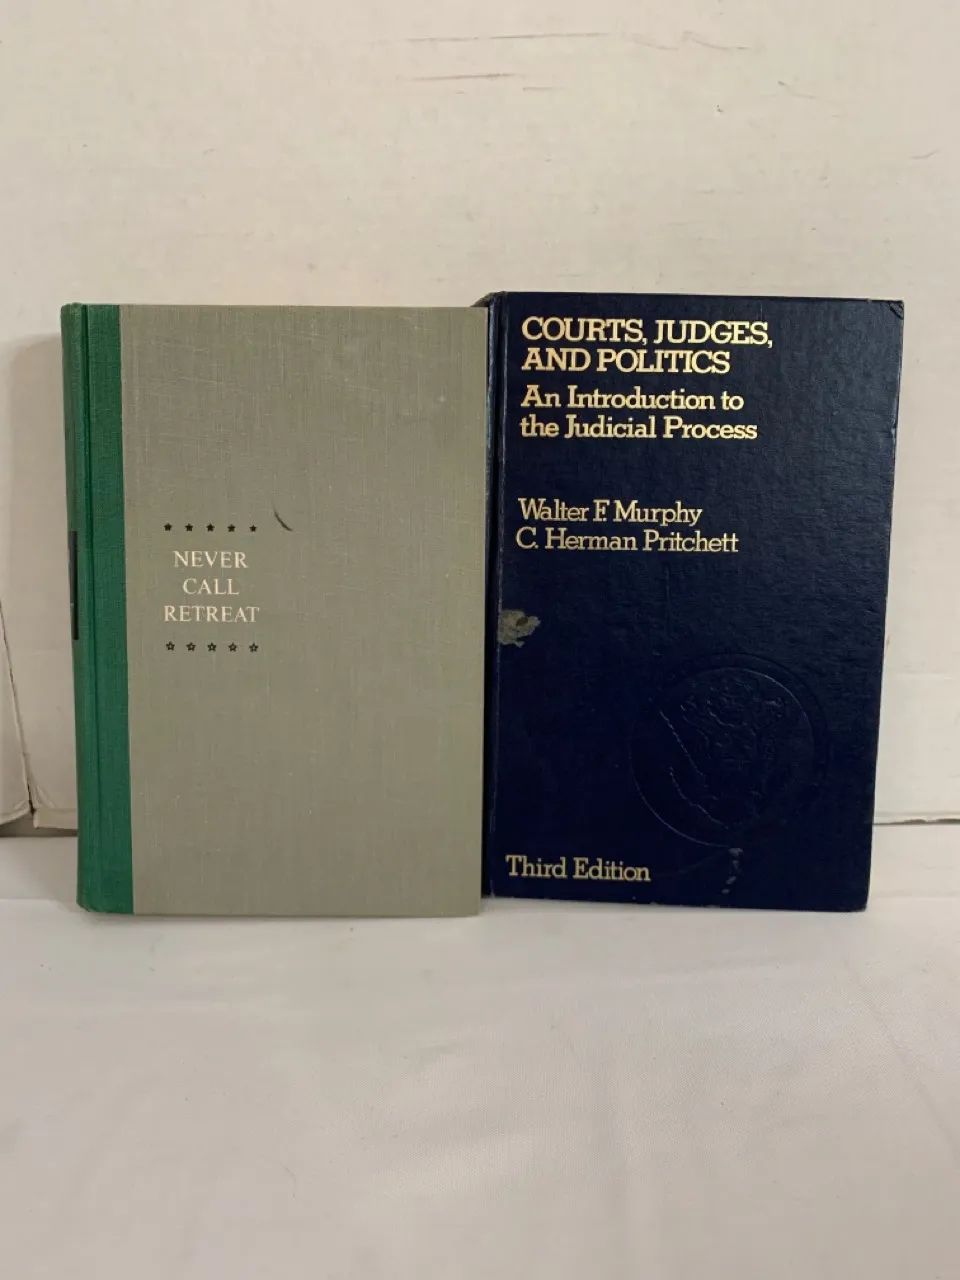 NEVER
CALL
RETREAT
COURTS, JUDGES,
AND POLITICS
An Introduction to
the Judicial Process
Walter F. Murphy
C. Herman Pritchett
Third Edition